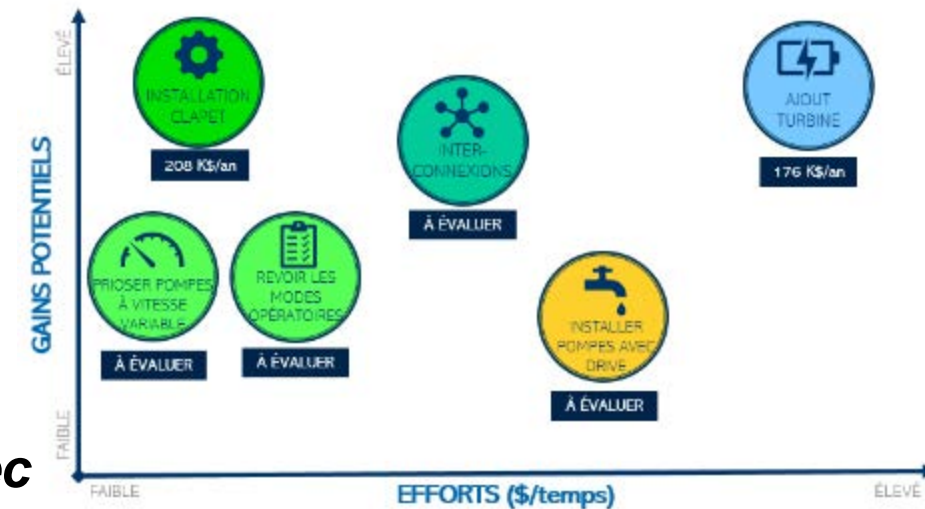 ÉLEVÉ
GAINS POTENTIELS
FAIBLE
INSTALLATION
CLAPET
208 K$/an
INTER-
CONNEXIONS
À ÉVALUER
AJOUT
TURBINE
176 K$/an
PRIOSER POMPES
À VITESSE
VARIABLE
À ÉVALUER
REVOIR LES
MODES
OPÉRATOIRES
À ÉVALUER
INSTALLER
POMPES AVEC
DRIVE
À ÉVALUER
FAIBLE
EFFORTS ($/temps)
ÉLEVÉ